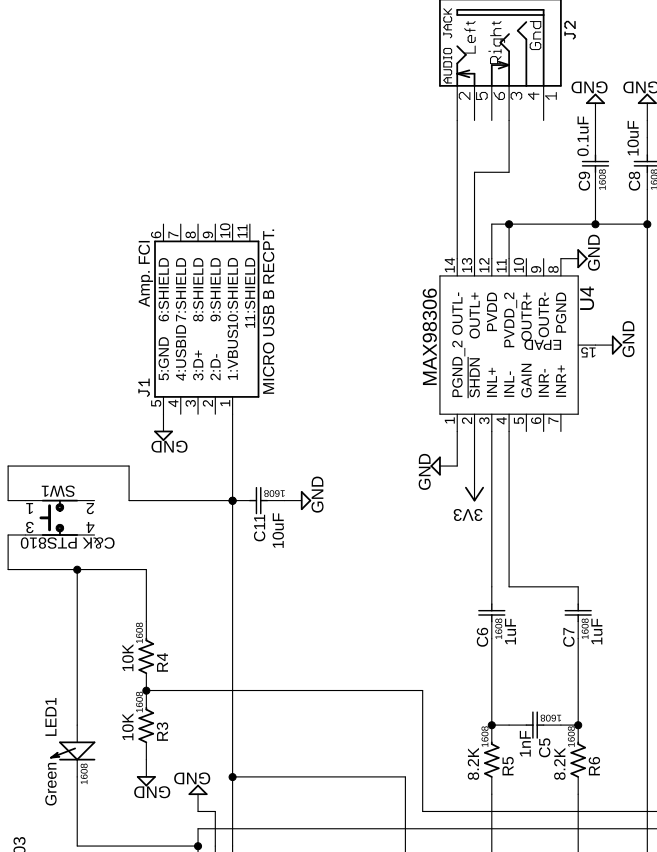 AUDIO JACK
Left
Right
Gnd
J2
2
5
6
3
4
1
GND
GND
C9
0.1uF
1608
C8
10uF
1608
Amp. FCI
6
7
8
9
10
11
5:GND
6:SHIELD
4:USBID
7:SHIELD
3:D+
8:SHIELD
2:D-
9:SHIELD
1:VBUS
10:SHIELD
11:SHIELD
J1
MICRO USB B RECPT.
5
4
3
2
1
GND
MAX98306
14
13
12
11
10
9
8
GND
PGND_2
OUTL-
SHDN
OUTL+
INL+
PVDD
INL-
PVDD_2
GAIN
OUTR+
INR-
OUTR-
INR+
PGND
EPAD
U4
15
GND
1
2
3
4
5
6
7
GND
3V3
SW1
1
2
3
4
C&K PTS810
C11
10uF
1608
GND
C6
1uF
1608
C7
1uF
1608
10K
1608
R4
10K
1608
R3
GND
LED1
Green
1608
GND
1nF
C5
1608
8.2K
1608
R5
8.2K
1608
R6
03